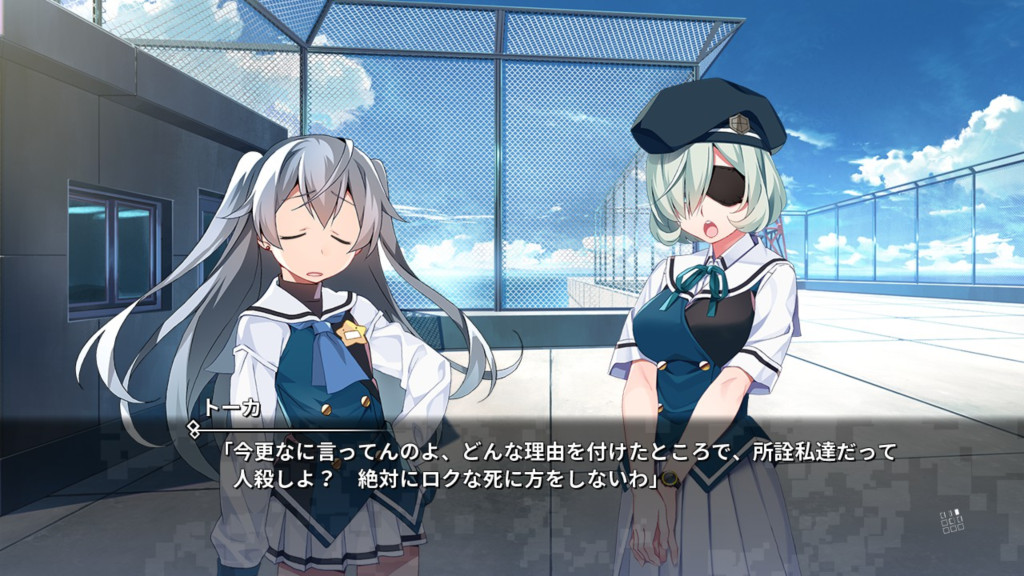 トーカ
「今更なに言ってんのよ、どんな理由を付けたところで、所詮私達だって
人殺しよ？　絶対にロクな死に方をしないわ」